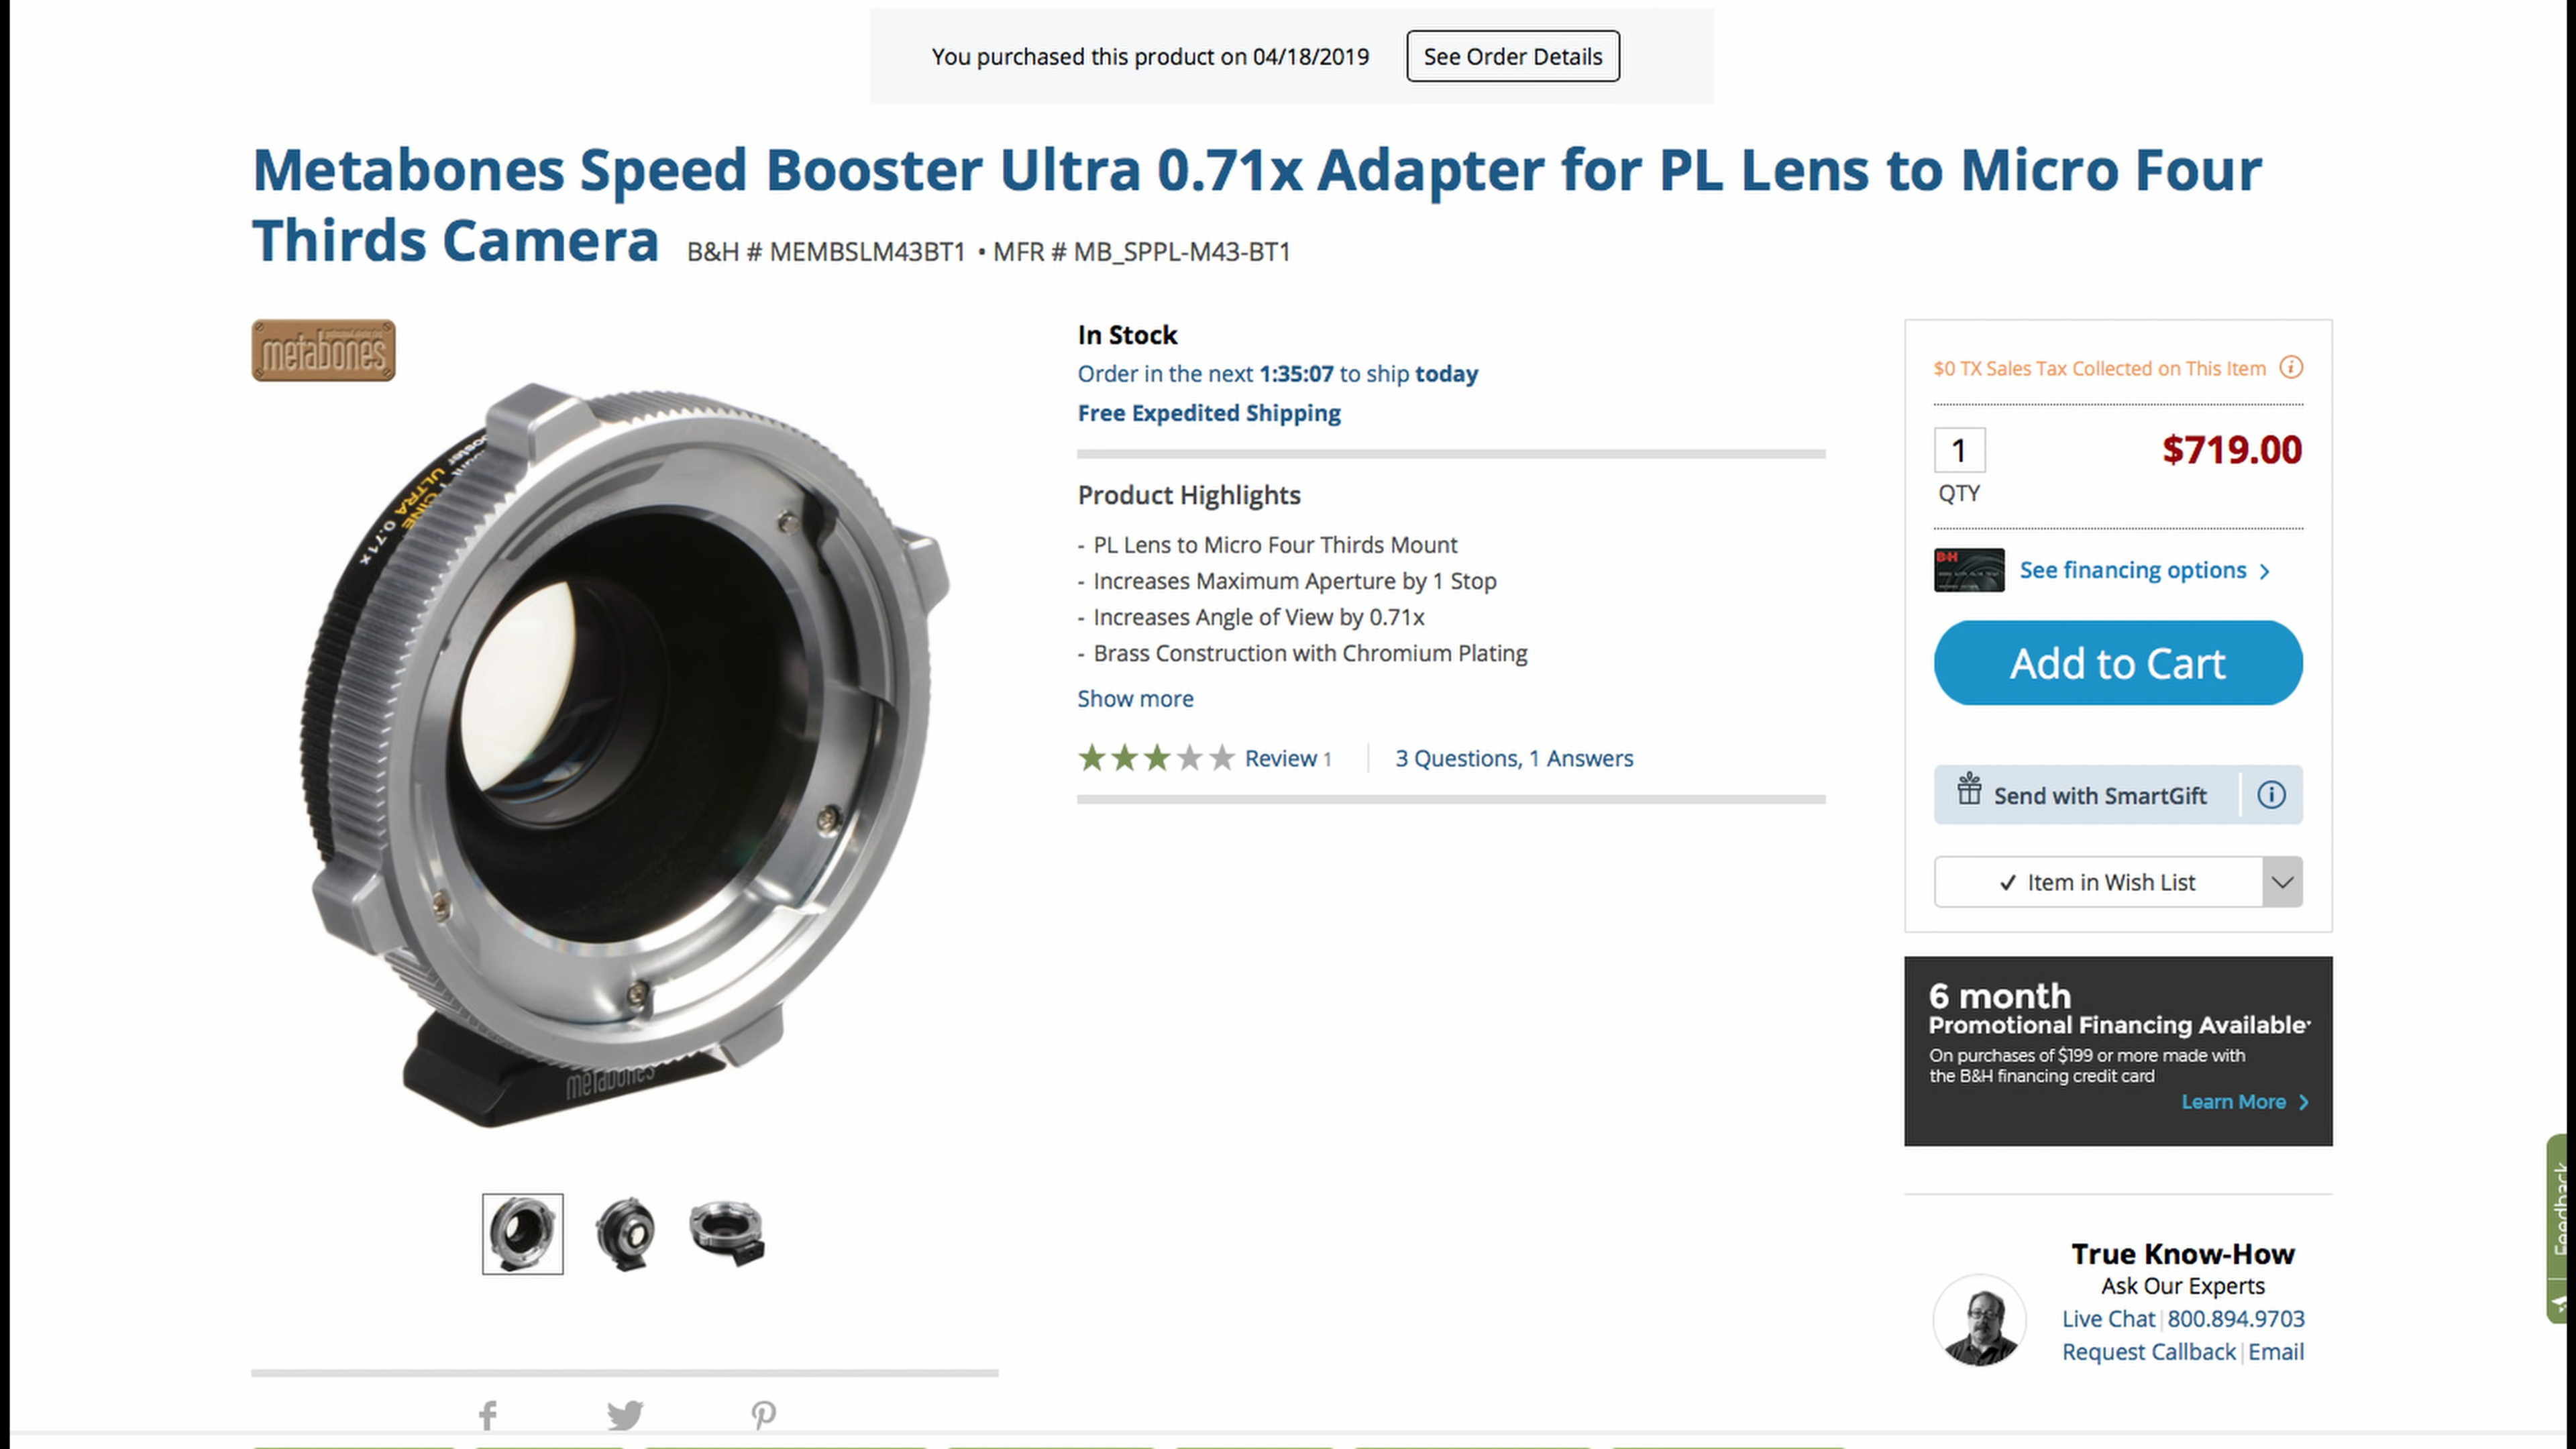 You purchased this product on 04/18/2019 See Order Details
Metabones Speed Booster Ultra 0.71x Adapter for PL Lens to Micro Four
Thirds Camera B&H # MEMBSLM43BT1 • MFR # MB_SPPL-M43-BT1
metabones
ULTRA 0.71x
CINE
metabones
In Stock
Order in the next 1:35:07 to ship today
Free Expedited Shipping
Product Highlights
- PL Lens to Micro Four Thirds Mount
- Increases Maximum Aperture by 1 Stop
- Increases Angle of View by 0.71x
- Brass Construction with Chromium Plating
Show more
Review 1 3 Questions, 1 Answers
$0 TX Sales Tax Collected on This Item
1 $719.00
QTY
B&H
See financing options >
Add to Cart
Send with SmartGift
✓ Item in Wish List
6 month
Promotional Financing Available*
On purchases of $199 or more made with
the B&H financing credit card
Learn More >
True Know-How
Ask Our Experts
Live Chat | 800.894.9703
Request Callback | Email
Feedback